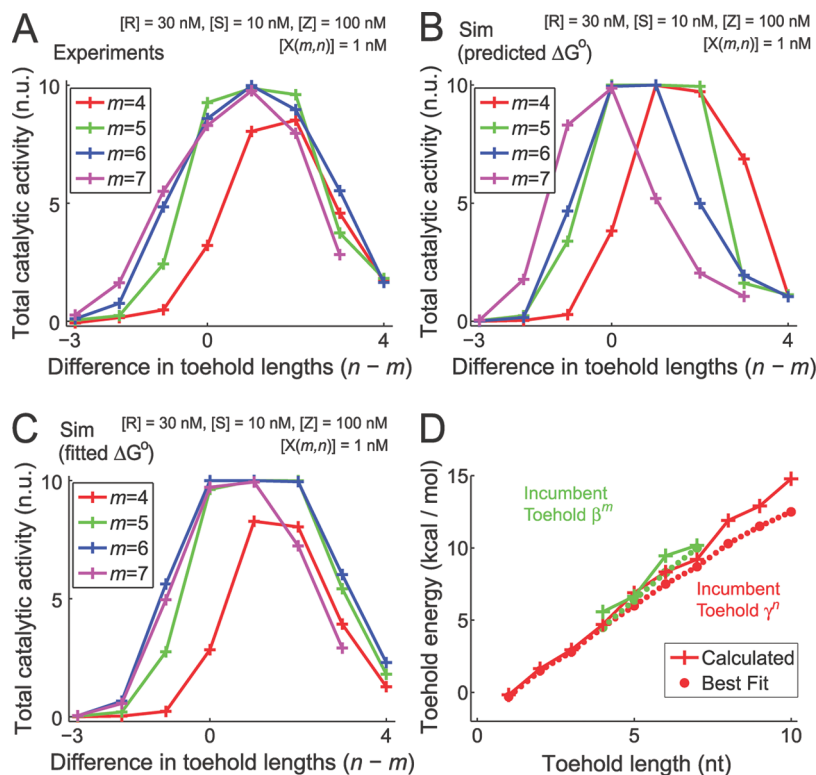 A
[R] = 30 nM, [S] = 10 nM, [Z] = 100 nM
[X(m,n)] = 1 nM
Experiments
Total catalytic activity (n.u.)
10
5
0
m=4
m=5
m=6
m=7
−3
0
4
Difference in toehold lengths (n − m)
B
[R] = 30 nM, [S] = 10 nM, [Z] = 100 nM
[X(m,n)] = 1 nM
Sim
(predicted ΔG°)
Total catalytic activity (n.u.)
10
5
0
m=4
m=5
m=6
m=7
−3
0
4
Difference in toehold lengths (n − m)
C
[R] = 30 nM, [S] = 10 nM, [Z] = 100 nM
[X(m,n)] = 1 nM
Sim
(fitted ΔG°)
Total catalytic activity (n.u.)
10
5
0
m=4
m=5
m=6
m=7
−3
0
4
Difference in toehold lengths (n − m)
D
Toehold energy (kcal / mol)
15
10
5
0
Incumbent
Toehold βᵐ
Incumbent
Toehold γⁿ
Calculated
Best Fit
0
5
10
Toehold length (nt)